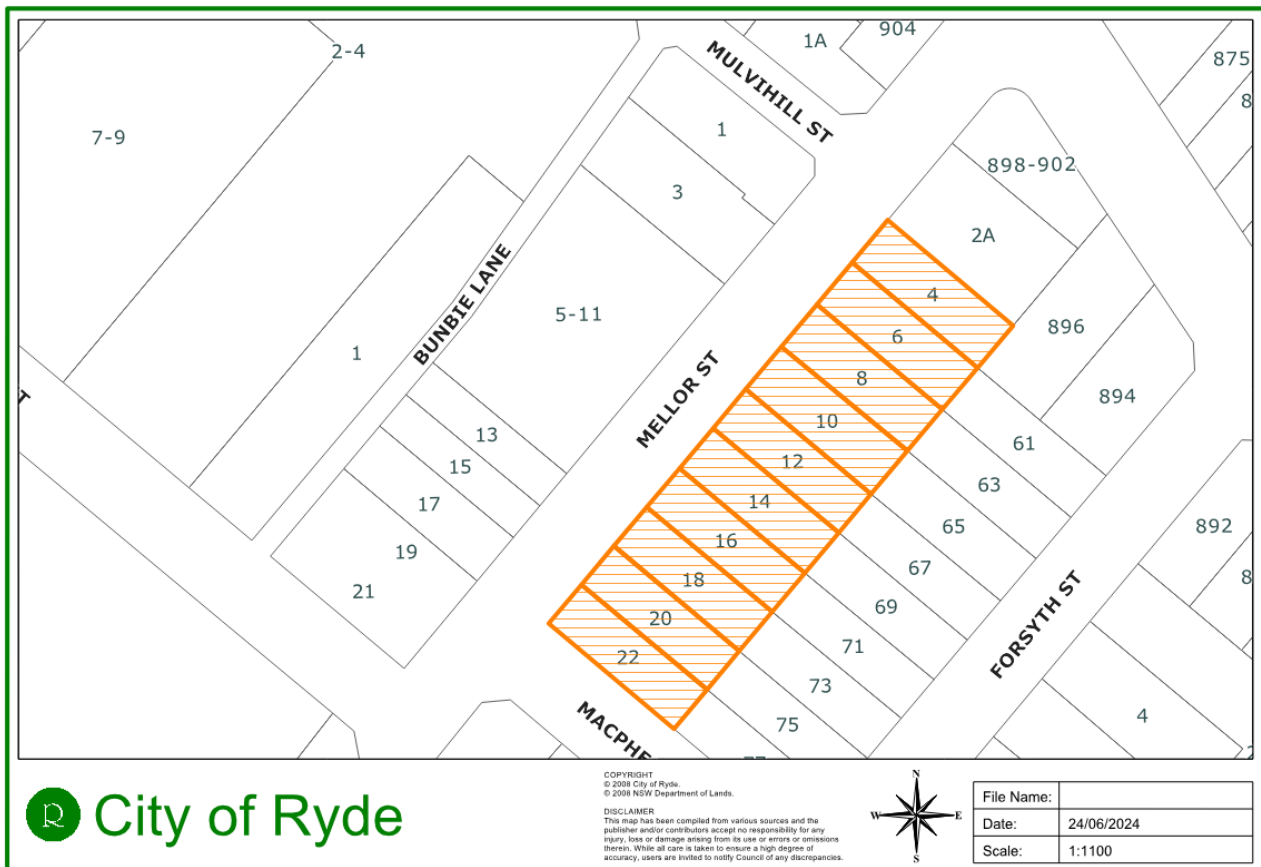 2-4
1A
904
MULVIHILL ST
875
7-9
1
898-902
3
2A
BUNBIE LANE
4
5-11
896
6
1
MELLOR ST
8
894
10
13
61
12
15
63
14
17
65
892
16
19
67
18
21
69
20
FORSYTH ST
71
22
73
4
75
MACPHE
City of Ryde
COPYRIGHT
© 2008 City of Ryde.
© 2008 NSW Department of Lands.
DISCLAIMER
This map has been compiled from various sources and the
publisher and/or contributors accept no responsibility for any
injury, loss or damage arising from its use or errors or omissions
therein. While all care is taken to ensure a high degree of
accuracy, users are invited to notify Council of any discrepancies.
N
W
E
S
File Name:
Date: 24/06/2024
Scale: 1:1100